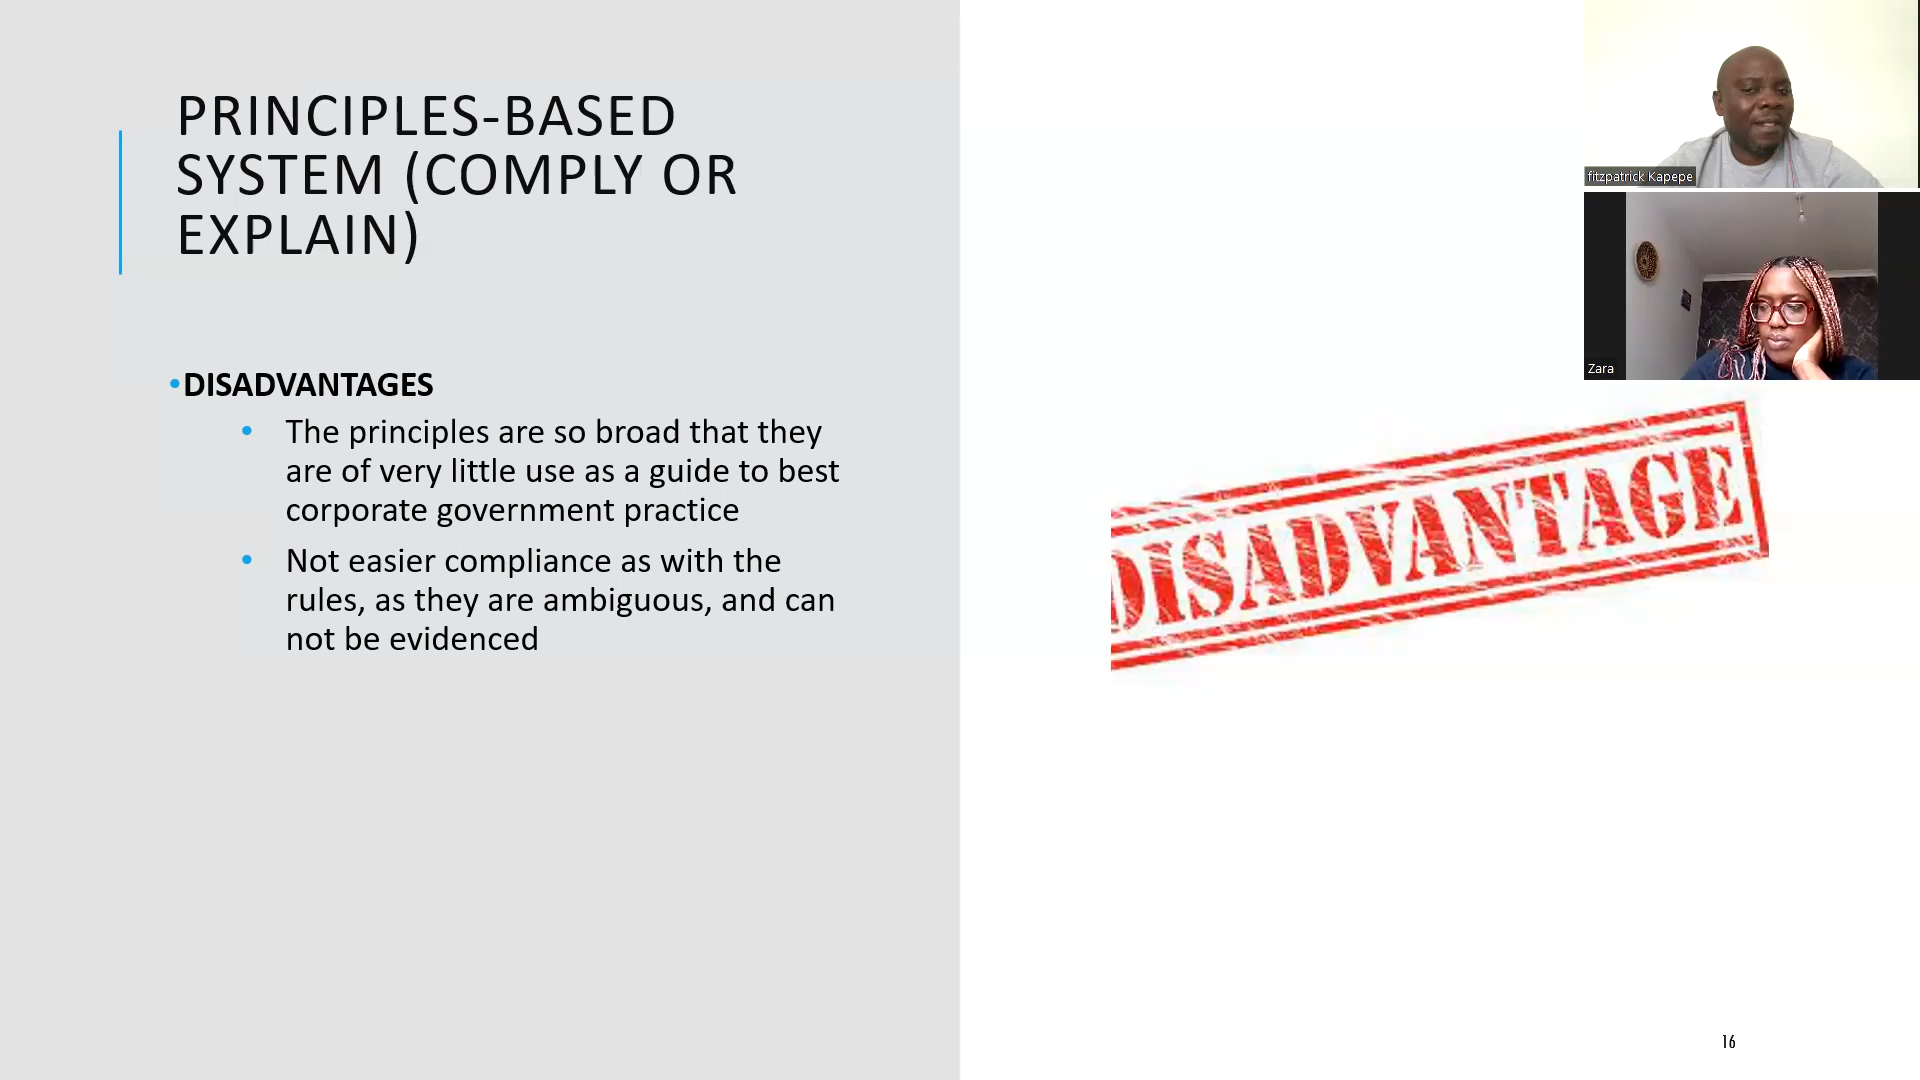 PRINCIPLES-BASED
SYSTEM (COMPLY OR
EXPLAIN)
•DISADVANTAGES
• The principles are so broad that they
are of very little use as a guide to best
corporate government practice
• Not easier compliance as with the
rules, as they are ambiguous, and can
not be evidenced
fitzpatrick Kapepe
Zara
DISADVANTAGE
16